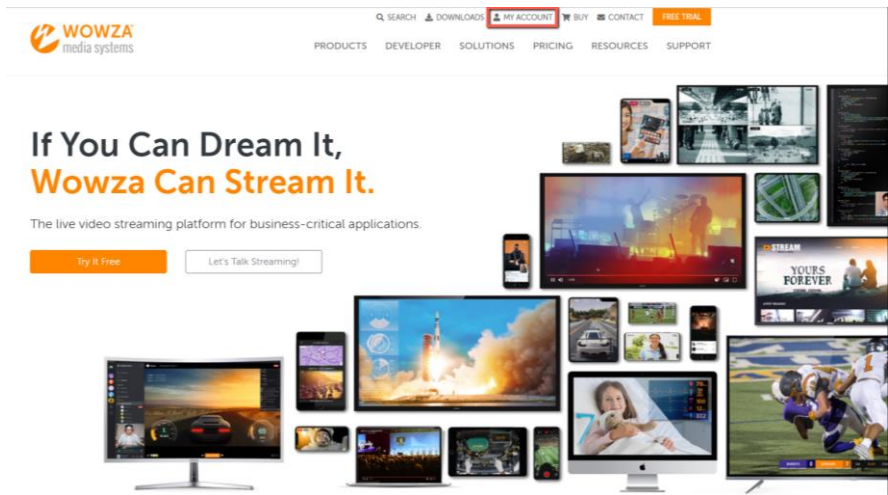 SEARCH DOWNLOADS MY ACCOUNT BUY CONTACT FREE TRIAL
WOWZA
media systems
PRODUCTS DEVELOPER SOLUTIONS PRICING RESOURCES SUPPORT
If You Can Dream It,
Wowza Can Stream It.
The live video streaming platform for business-critical applications.
Try It Free
Let's Talk Streaming!
STREAM
YOURS
FOREVER